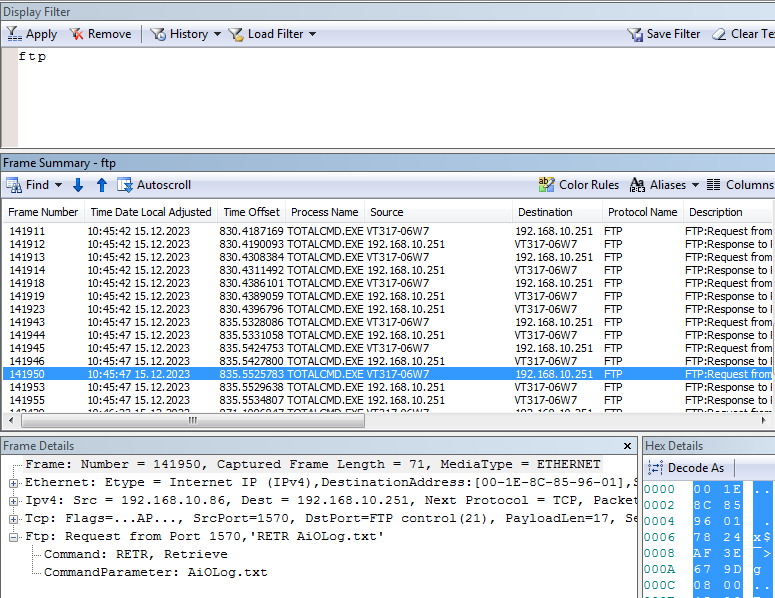 Display Filter
Apply Remove History Load Filter Save Filter Clear Te
ftp
Frame Summary - ftp
Find Autoscroll Color Rules Aliases Columns
Frame Number Time Date Local Adjusted Time Offset Process Name Source Destination Protocol Name Description
141911 10:45:42 15.12.2023 830.4187169 TOTALCMD.EXE VT317-06W7 192.168.10.251 FTP FTP:Request from
141912 10:45:42 15.12.2023 830.4190093 TOTALCMD.EXE 192.168.10.251 VT317-06W7 FTP FTP:Response to
141913 10:45:42 15.12.2023 830.4308384 TOTALCMD.EXE VT317-06W7 192.168.10.251 FTP FTP:Request from
141914 10:45:42 15.12.2023 830.4311492 TOTALCMD.EXE 192.168.10.251 VT317-06W7 FTP FTP:Response to
141918 10:45:42 15.12.2023 830.4386101 TOTALCMD.EXE VT317-06W7 192.168.10.251 FTP FTP:Request from
141919 10:45:42 15.12.2023 830.4389059 TOTALCMD.EXE 192.168.10.251 VT317-06W7 FTP FTP:Response to
141923 10:45:42 15.12.2023 830.4396796 TOTALCMD.EXE 192.168.10.251 VT317-06W7 FTP FTP:Response to
141943 10:45:47 15.12.2023 835.5328086 TOTALCMD.EXE VT317-06W7 192.168.10.251 FTP FTP:Request from
141944 10:45:47 15.12.2023 835.5331058 TOTALCMD.EXE 192.168.10.251 VT317-06W7 FTP FTP:Response to
141945 10:45:47 15.12.2023 835.5424753 TOTALCMD.EXE VT317-06W7 192.168.10.251 FTP FTP:Request from
141946 10:45:47 15.12.2023 835.5427800 TOTALCMD.EXE 192.168.10.251 VT317-06W7 FTP FTP:Response to
141950 10:45:47 15.12.2023 835.5525783 TOTALCMD.EXE VT317-06W7 192.168.10.251 FTP FTP:Request from
141953 10:45:47 15.12.2023 835.5529638 TOTALCMD.EXE 192.168.10.251 VT317-06W7 FTP FTP:Response to
141955 10:45:47 15.12.2023 835.5534807 TOTALCMD.EXE 192.168.10.251 VT317-06W7 FTP FTP:Response to
Frame Details
Frame: Number = 141950, Captured Frame Length = 71, MediaType = ETHERNET
Ethernet: Etype = Internet IP (IPv4),DestinationAddress:[00-1E-8C-85-96-01],S
Ipv4: Src = 192.168.10.86, Dest = 192.168.10.251, Next Protocol = TCP, Packet
Tcp: Flags=...AP..., SrcPort=1570, DstPort=FTP control(21), PayloadLen=17, Se
Ftp: Request from Port 1570,'RETR AiOLog.txt'
Command: RETR, Retrieve
CommandParameter: AiOLog.txt
Hex Details
Decode As
0000 00 1E ..
0002 8C 85
0004 96 01 .
0006 78 24 x$
0008 AF 3E ¯>
000A 67 9D g
000C 08 00 ..